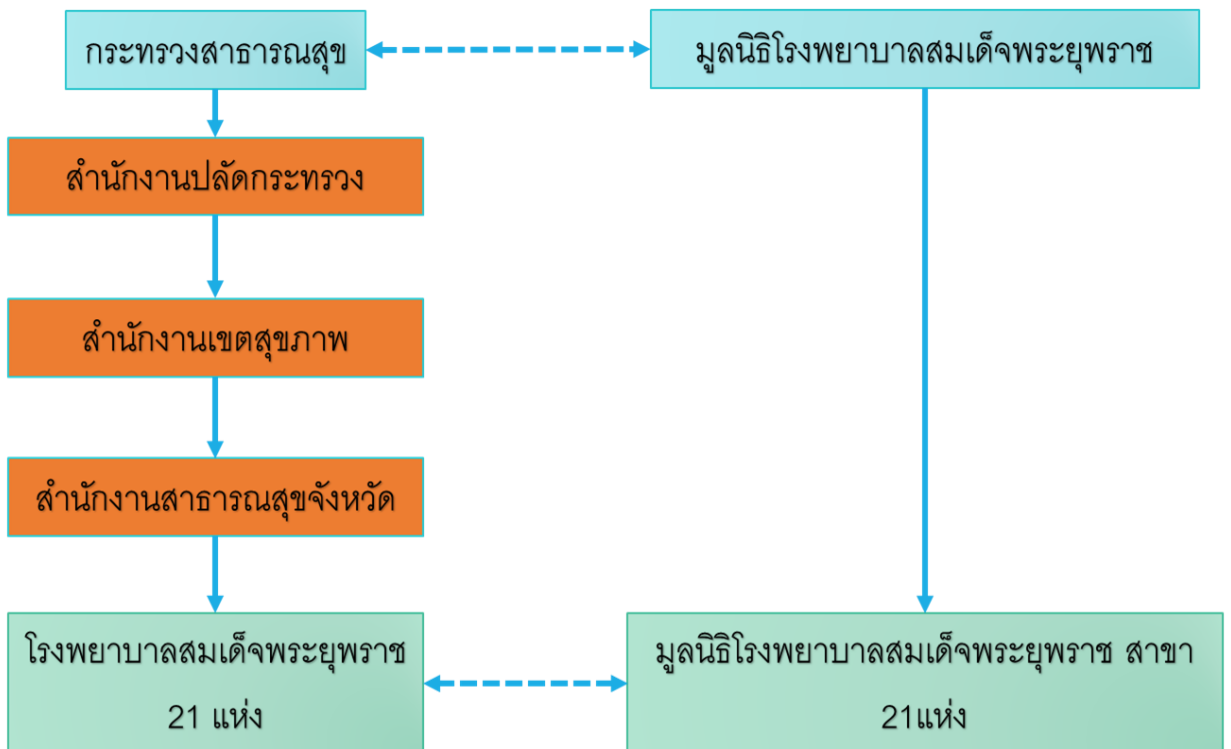 กระทรวงสาธารณสุข
มูลนิธิโรงพยาบาลสมเด็จพระยุพราช
สำนักงานปลัดกระทรวง
สำนักงานเขตสุขภาพ
สำนักงานสาธารณสุขจังหวัด
โรงพยาบาลสมเด็จพระยุพราช
21 แห่ง
มูลนิธิโรงพยาบาลสมเด็จพระยุพราช สาขา
21แห่ง